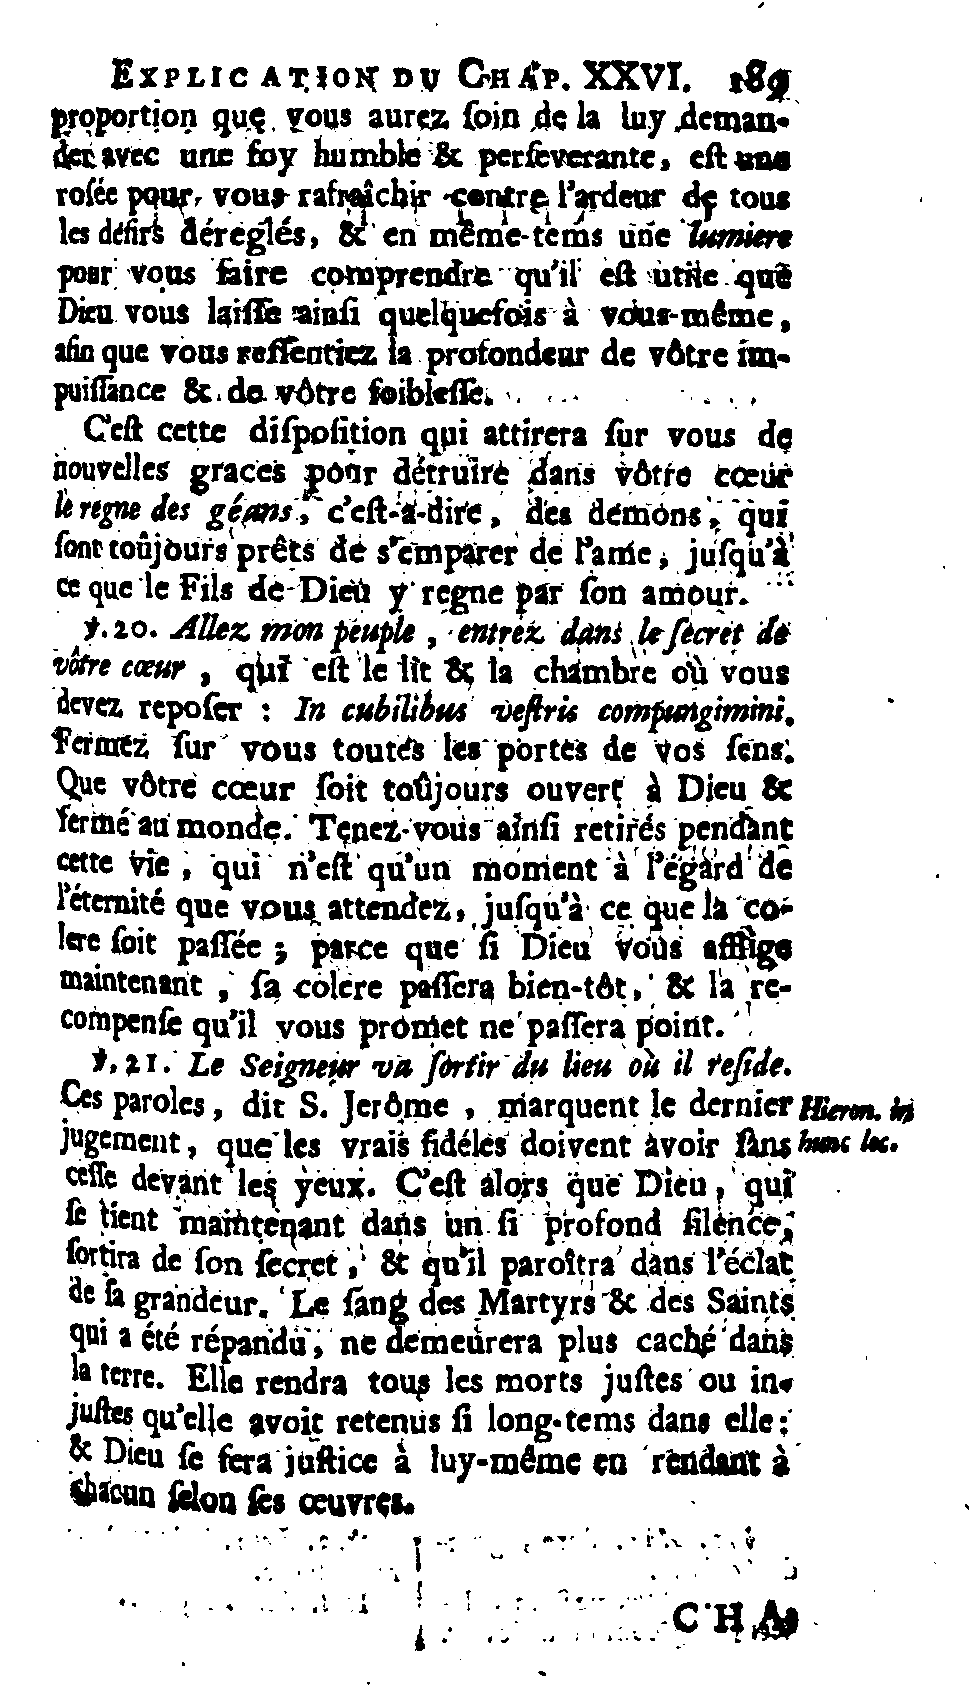 EXPLICATION DU CHAP. XXVI. 189
proportion que vous aurez ſoin de la luy deman-
der avec une foy humble & perſeverante, eſt une
roſée pour vous rafraîchir contre l'ardeur de tous
les déſirs déreglés, & en même-tems une lumiere
pour vous faire comprendre qu'il eſt utile que
Dieu vous laiſſe ainſi quelquefois à vous-même,
afin que vous reſſentiez la profondeur de vôtre im-
puiſſance & de vôtre foibleſſe.
C'eſt cette diſpoſition qui attirera ſur vous de
nouvelles graces pour détruire dans vôtre cœur
le regne des géans, c'eſt-à-dire, des démons, qui
ſont toûjours prêts de s'emparer de l'ame, juſqu'à
ce que le Fils de Dieu y regne par ſon amour.
℣. 20. Allez mon peuple, entrez dans le ſecret de
vôtre cœur, qui eſt le lit & la chambre où vous
devez repoſer : In cubilibus veſtris compungimini.
Fermez ſur vous toutes les portes de vos ſens.
Que vôtre cœur ſoit toûjours ouvert à Dieu &
fermé au monde. Tenez-vous ainſi retirés pendant
cette vie, qui n'eſt qu'un moment à l'égard de
l'éternité que vous attendez, juſqu'à ce que la co-
lere ſoit paſſée ; parce que ſi Dieu vous afflige
maintenant, ſa colere paſſera bien-tôt, & la re-
compenſe qu'il vous promet ne paſſera point.
℣. 21. Le Seigneur va ſortir du lieu où il reſide.
Ces paroles, dit S. Jerôme, marquent le dernier Hieron. in
jugement, que les vrais fidéles doivent avoir ſans hunc loc.
ceſſe devant les yeux. C'eſt alors que Dieu, qui
ſe tient maintenant dans un ſi profond ſilence,
ſortira de ſon ſecret, & qu'il paroîtra dans l'éclat
de ſa grandeur. Le ſang des Martyrs & des Saints
qui a été répandu, ne demeurera plus caché dans
la terre. Elle rendra tous les morts juſtes ou in-
juſtes qu'elle avoit retenus ſi long-tems dans elle :
& Dieu ſe fera juſtice à luy-même en rendant à
chacun ſelon ſes œuvres.
CHA-